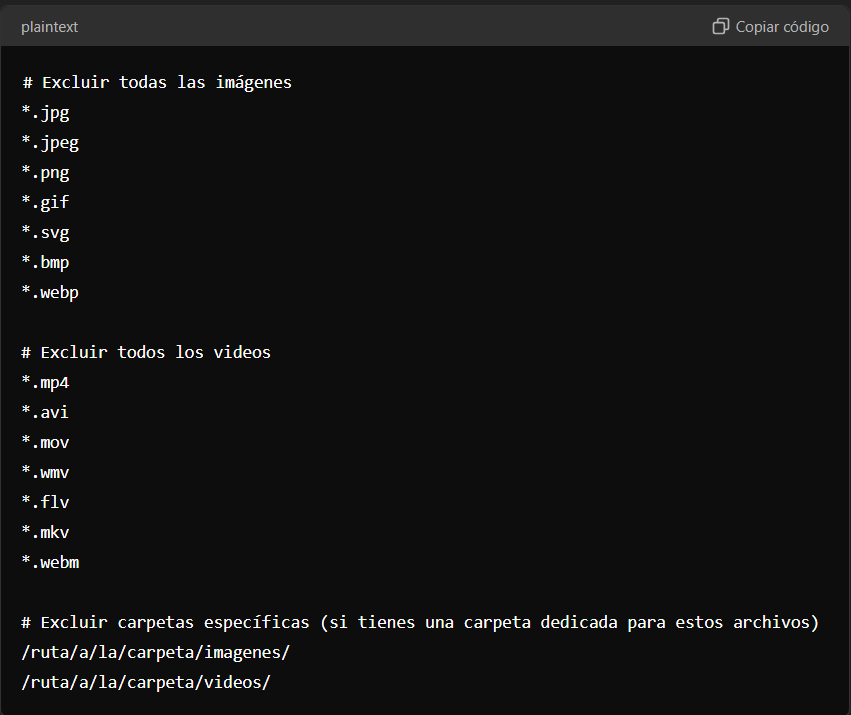 plaintext
Copiar código
# Excluir todas las imágenes
*.jpg
*.jpeg
*.png
*.gif
*.svg
*.bmp
*.webp
# Excluir todos los videos
*.mp4
*.avi
*.mov
*.wmv
*.flv
*.mkv
*.webm
# Excluir carpetas específicas (si tienes una carpeta dedicada para estos archivos)
/ruta/a/la/carpeta/imagenes/
/ruta/a/la/carpeta/videos/